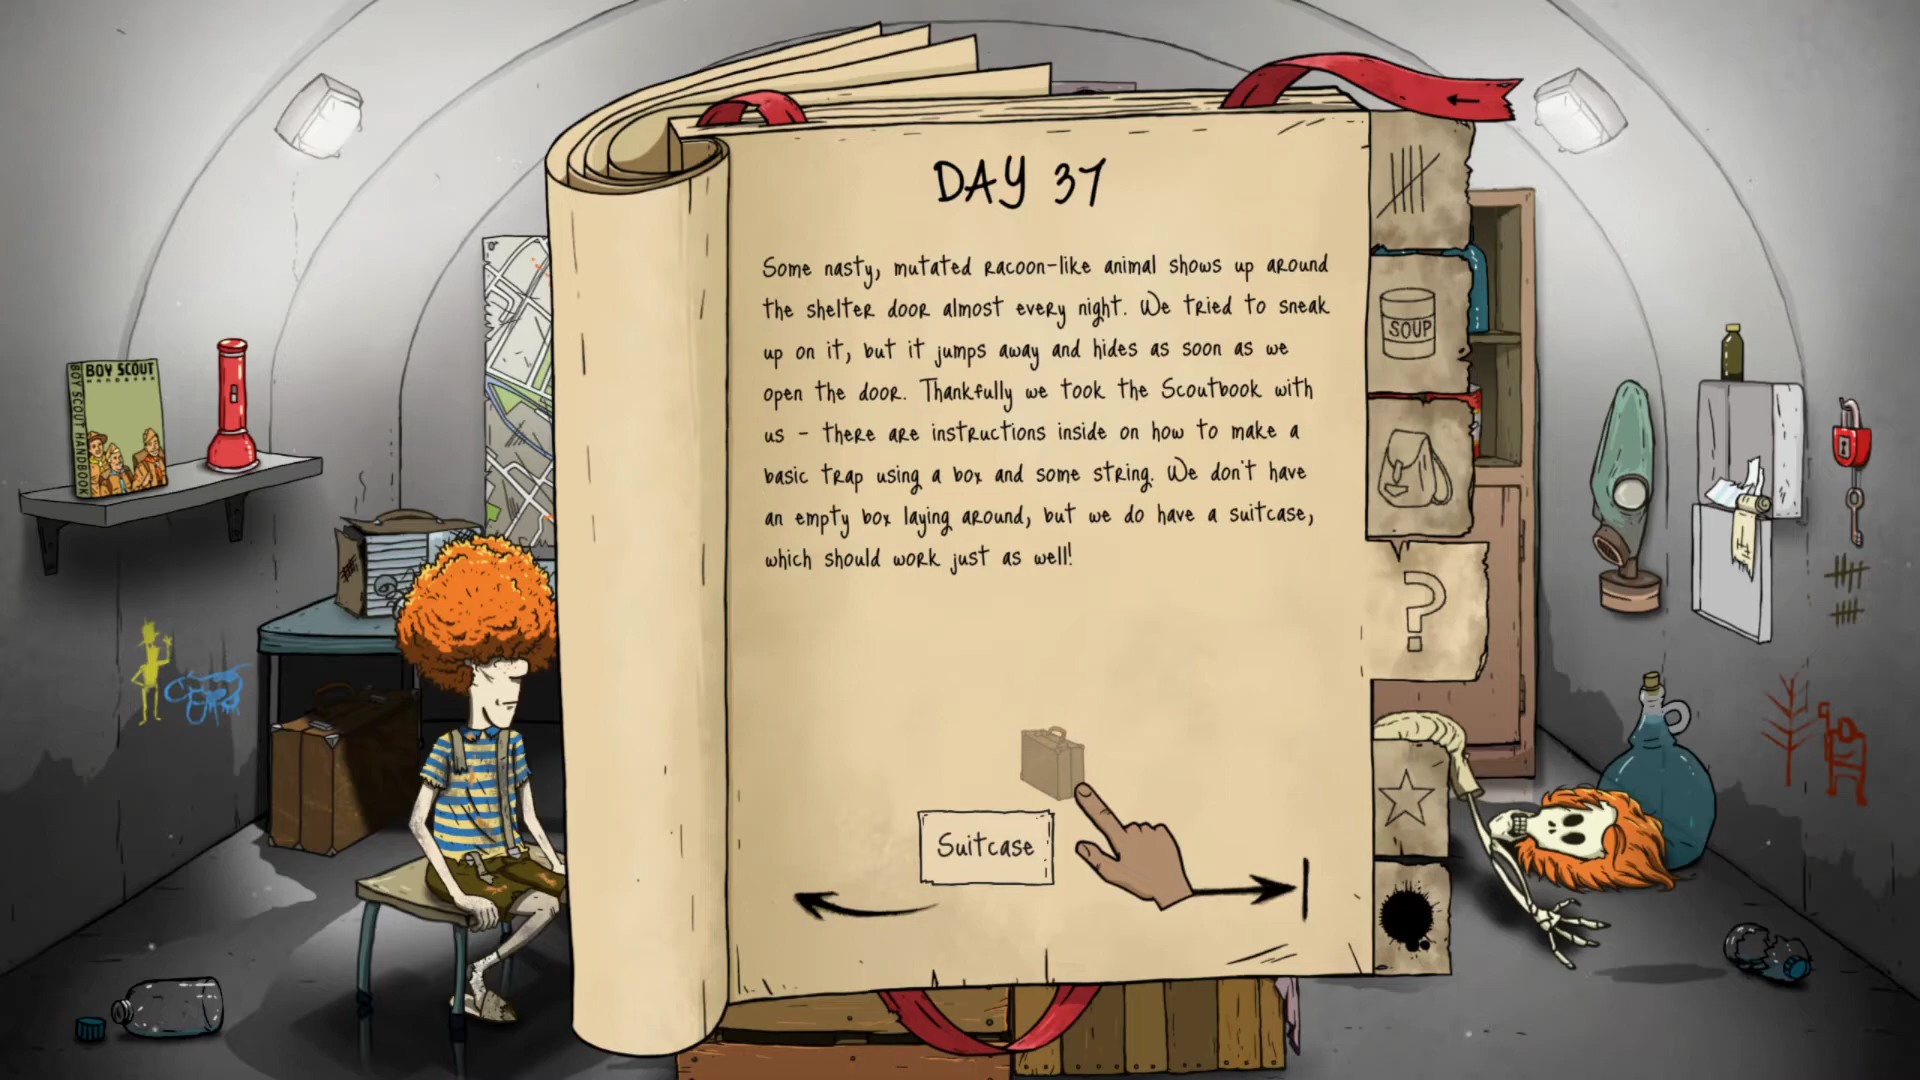 DAY 37
Some nasty, mutated racoon-like animal shows up around
the shelter door almost every night. We tried to sneak
up on it, but it jumps away and hides as soon as we
open the door. Thankfully we took the Scoutbook with
us - there are instructions inside on how to make a
basic trap using a box and some string. We don't have
an empty box laying around, but we do have a suitcase,
which should work just as well!
Suitcase
SOUP
BOY SCOUT
HANDBOOK
BOY SCOUT HANDBOOK